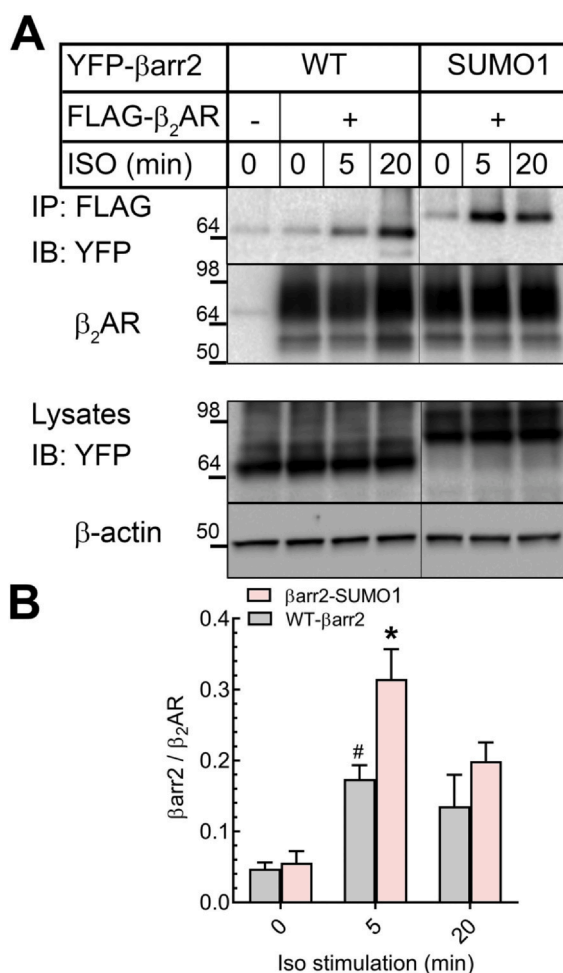 A
YFP-βarr2 WT SUMO1
FLAG-β₂AR - + +
ISO (min) 0 0 5 20 0 5 20
IP: FLAG
IB: YFP
64
98
β₂AR
64
50
Lysates
IB: YFP
98
64
β-actin
50
B
βarr2-SUMO1
WT-βarr2
βarr2 / β₂AR
0.4
0.3
0.2
0.1
0.0
*
#
0 5 20
Iso stimulation (min)